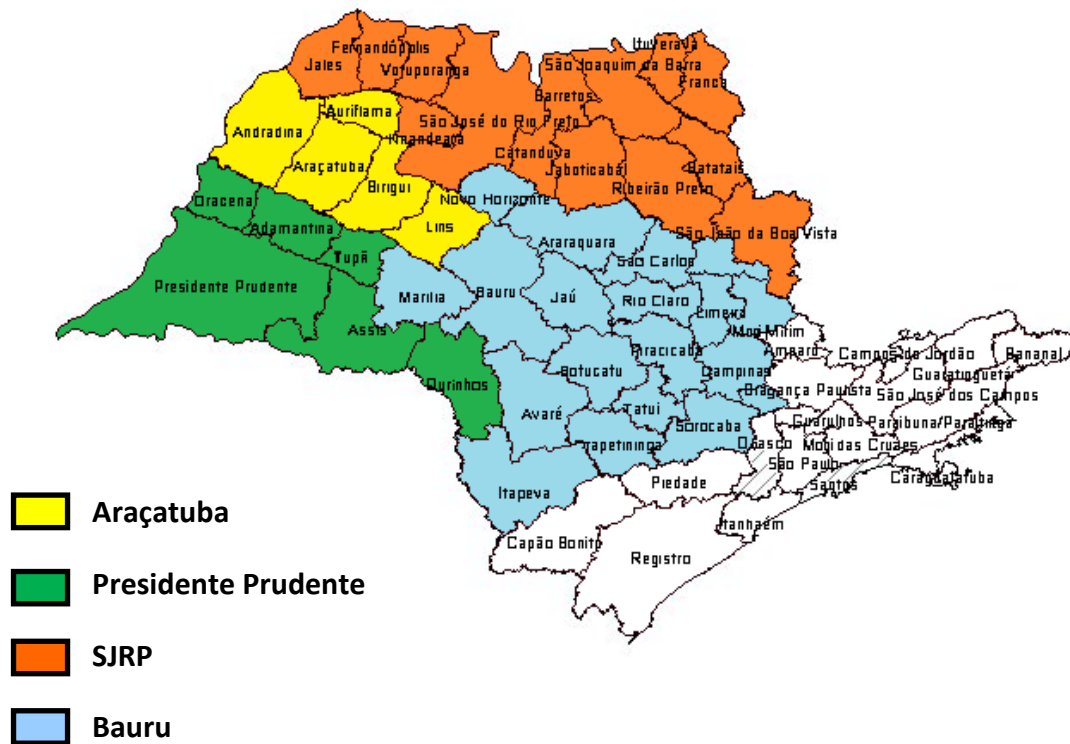 Ituverava
Fernandópolis
São Joaquim da Barra
Jales
Votuporanga
Franca
Barretos
Auriflama
São José do Rio Preto
Andradina
Catanduva
Araçatuba
Jaboticabá
Batatais
Birigui
Ribeirão Preto
Novo Horizonte
Oracena
Adamantina
Lins
São João da Boa Vista
Araraquara
Tupã
São Carlos
Presidente Prudente
Marília
Bauru
Jaú
Rio Claro
Limeira
Assis
Mogi Mirim
Piracicaba
Amparo
Campos do Jordão
Bananal
Botucatu
Campinas
Guaratinguetá
Ourinhos
Bragança Paulista
São José dos Campos
Avaré
Tatuí
Guarulhos
Paraibuna/Paraitinga
Sorocaba
Itapetininga
Osasco
Mogi das Cruzes
São Paulo
Piedade
Santos
Caraguatatuba
Itapeva
Itanhaém
Capão Bonito
Registro
Araçatuba
Presidente Prudente
SJRP
Bauru